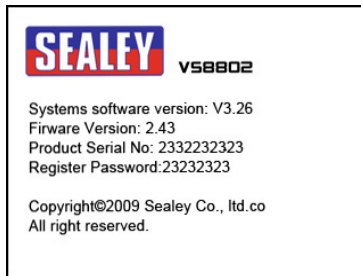 SEALEY VS8802
Systems software version: V3.26
Firware Version: 2.43
Product Serial No: 2332232323
Register Password:23232323
Copyright©2009 Sealey Co., ltd.co
All right reserved.